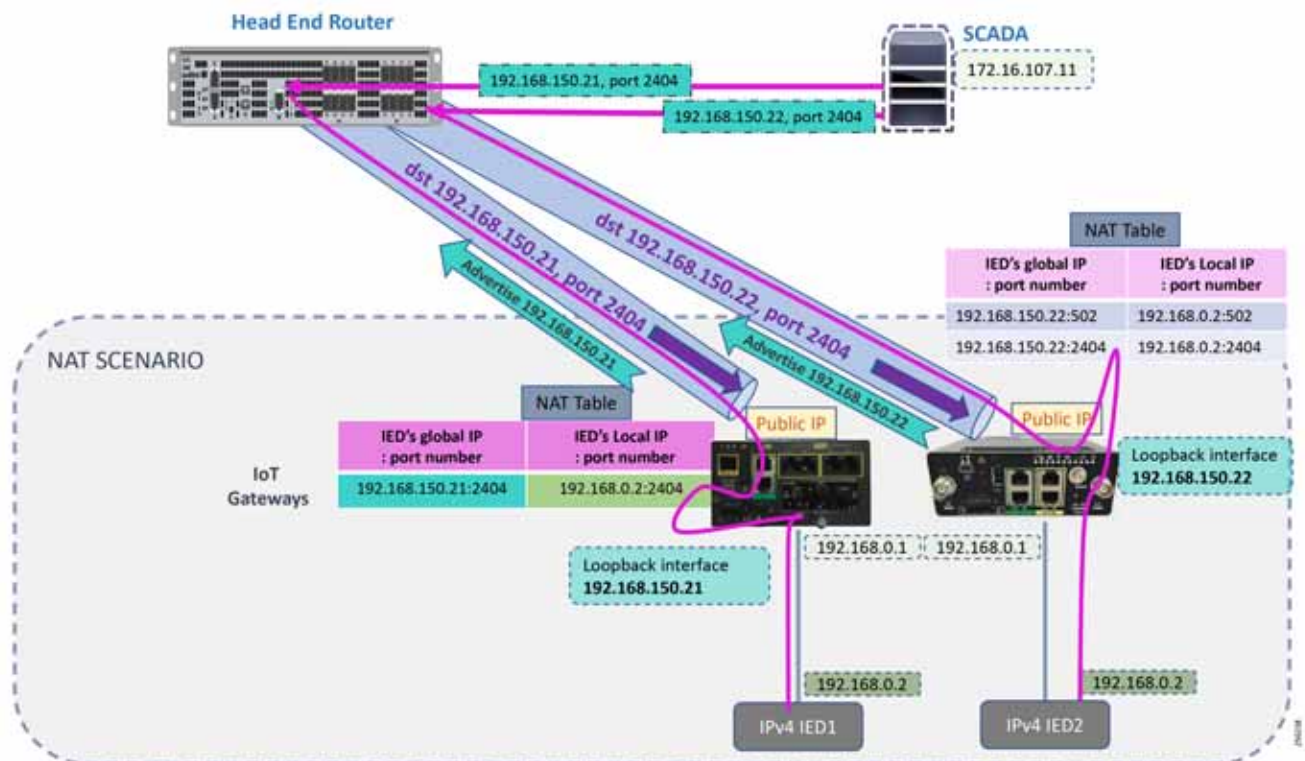 Head End Router
SCADA
172.16.107.11
192.168.150.21, port 2404
192.168.150.22, port 2404
dst 192.168.150.21, port 2404
dst 192.168.150.22, port 2404
Advertise 192.168.150.21
Advertise 192.168.150.22
NAT Table
IED's global IP
: port number
IED's Local IP
: port number
192.168.150.22:502
192.168.0.2:502
192.168.150.22:2404
192.168.0.2:2404
NAT SCENARIO
NAT Table
IED's global IP
: port number
IED's Local IP
: port number
192.168.150.21:2404
192.168.0.2:2404
IoT
Gateways
Public IP
Public IP
Loopback interface
192.168.150.22
192.168.0.1
192.168.0.1
Loopback interface
192.168.150.21
192.168.0.2
192.168.0.2
IPv4 IED1
IPv4 IED2